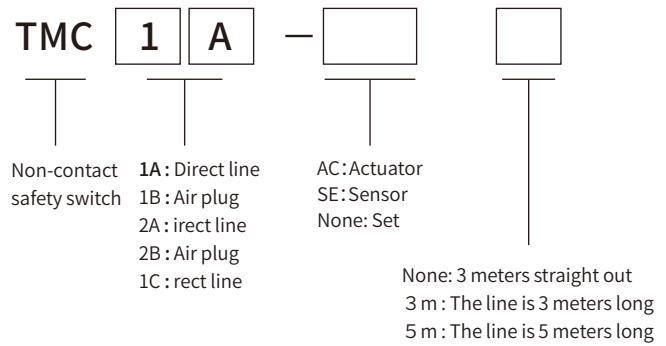 TMC 1 A –
Non-contact
safety switch
1A : Direct line
1B : Air plug
2A : irect line
2B : Air plug
1C : rect line
AC：Actuator
SE：Sensor
None: Set
None: 3 meters straight out
3 m : The line is 3 meters long
5 m : The line is 5 meters long